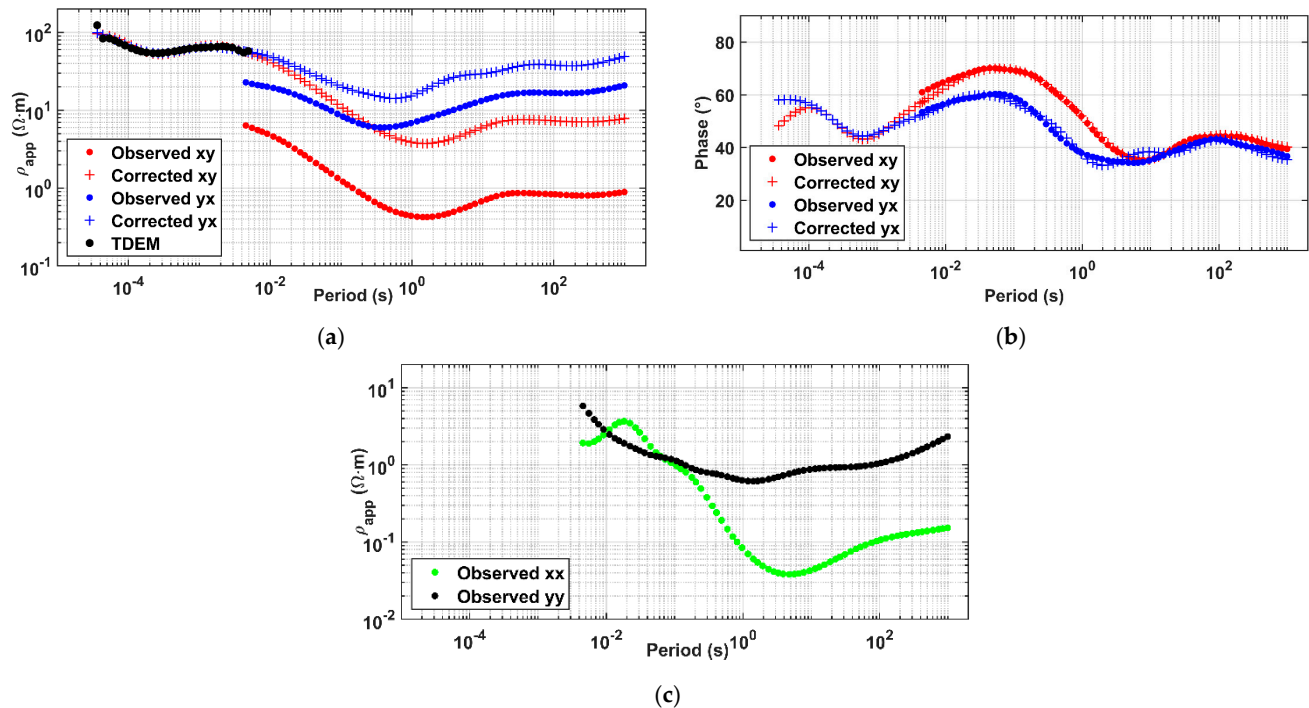 10^2
10^1
10^0
10^-1
ρ_app (Ω·m)
Observed xy
Corrected xy
Observed yx
Corrected yx
TDEM
10^-4
10^-2
10^0
10^2
Period (s)
(a)
80
60
40
20
Phase (°)
Observed xy
Corrected xy
Observed yx
Corrected yx
10^-4
10^-2
10^0
10^2
Period (s)
(b)
10^1
10^0
10^-1
10^-2
ρ_app (Ω·m)
Observed xx
Observed yy
10^-4
10^-2
10^0
10^2
Period (s)
(c)